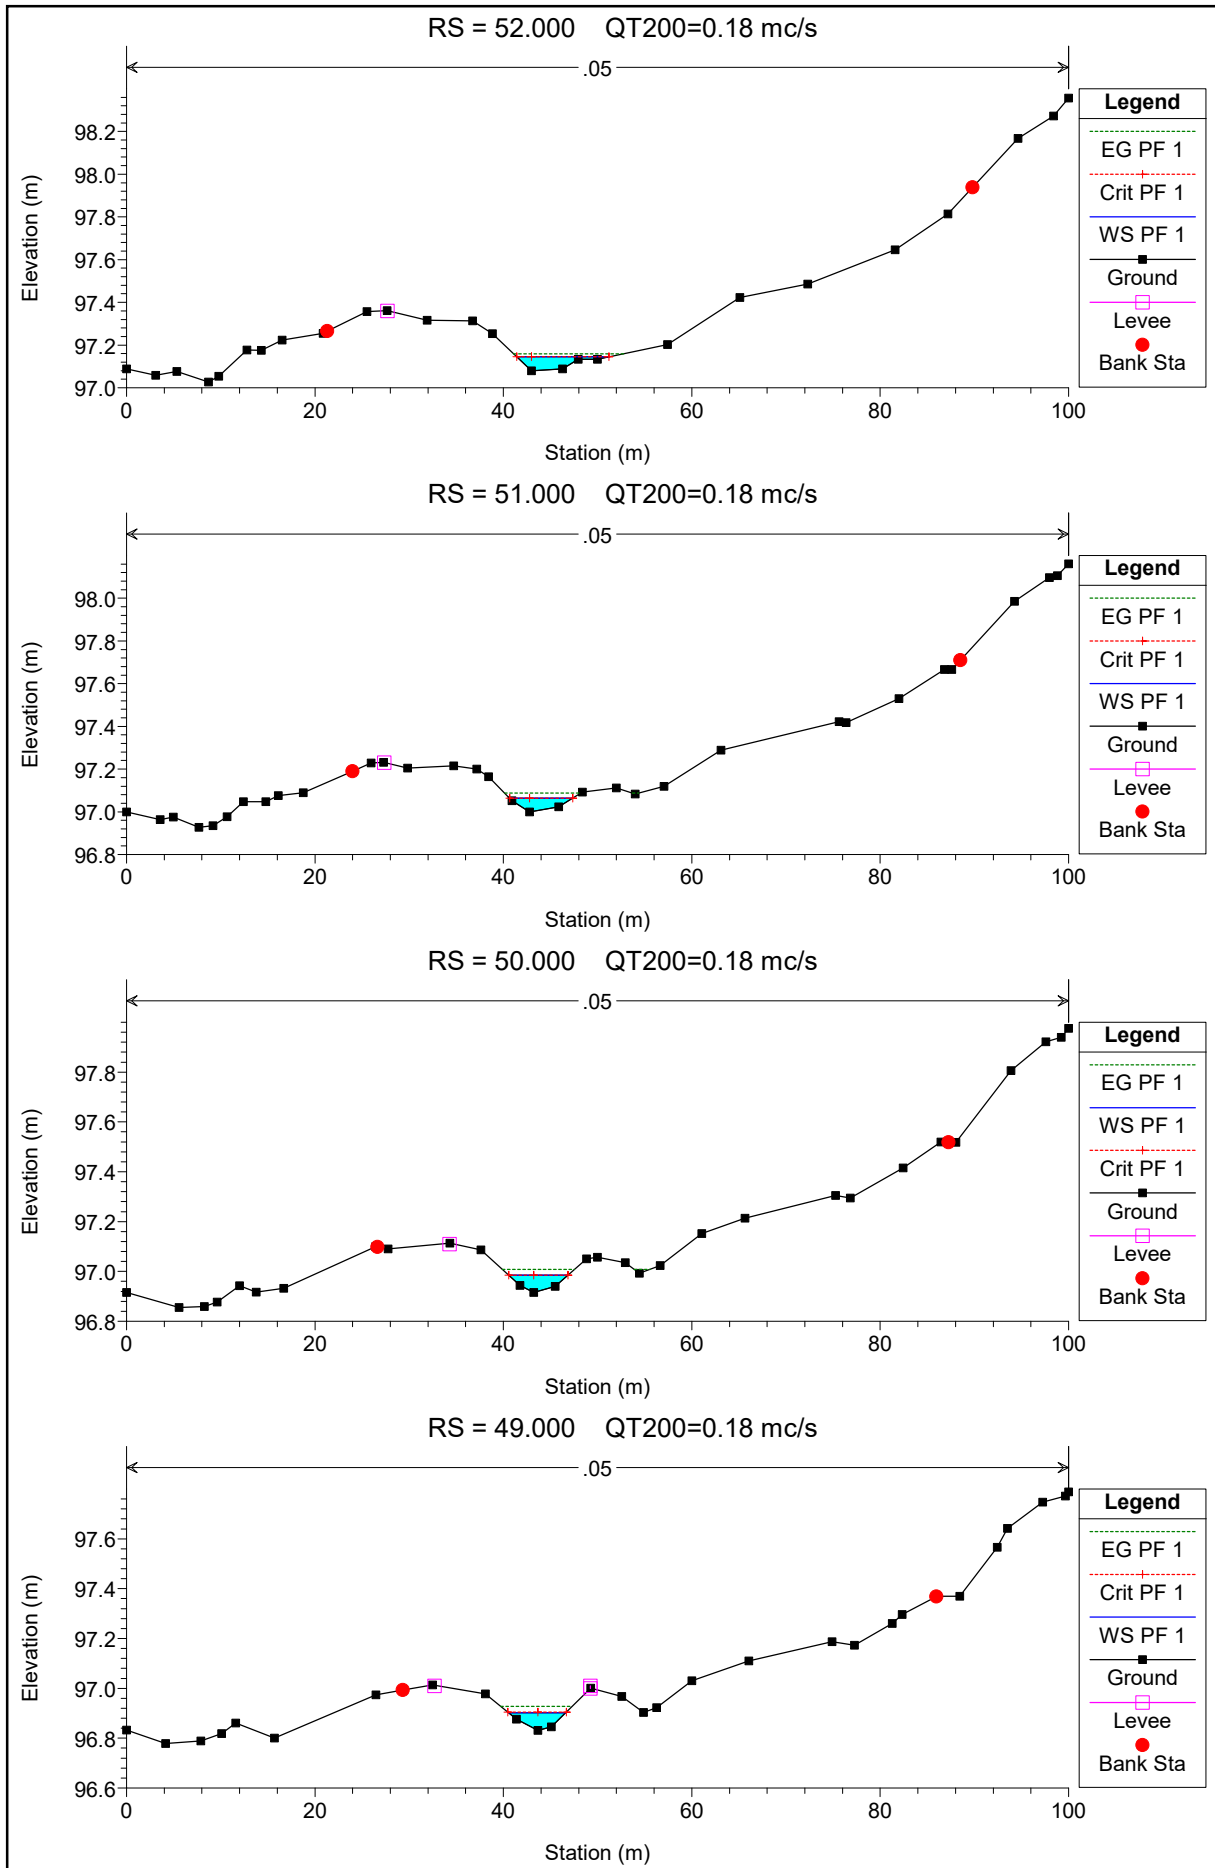 RS = 52.000 QT200=0.18 mc/s
.05
Elevation (m)
98.2
98.0
97.8
97.6
97.4
97.2
97.0
0 20 40 60 80 100
Station (m)
Legend
EG PF 1
Crit PF 1
WS PF 1
Ground
Levee
Bank Sta
RS = 51.000 QT200=0.18 mc/s
.05
Elevation (m)
98.0
97.8
97.6
97.4
97.2
97.0
96.8
0 20 40 60 80 100
Station (m)
Legend
EG PF 1
Crit PF 1
WS PF 1
Ground
Levee
Bank Sta
RS = 50.000 QT200=0.18 mc/s
.05
Elevation (m)
97.8
97.6
97.4
97.2
97.0
96.8
0 20 40 60 80 100
Station (m)
Legend
EG PF 1
WS PF 1
Crit PF 1
Ground
Levee
Bank Sta
RS = 49.000 QT200=0.18 mc/s
.05
Elevation (m)
97.6
97.4
97.2
97.0
96.8
96.6
0 20 40 60 80 100
Station (m)
Legend
EG PF 1
Crit PF 1
WS PF 1
Ground
Levee
Bank Sta